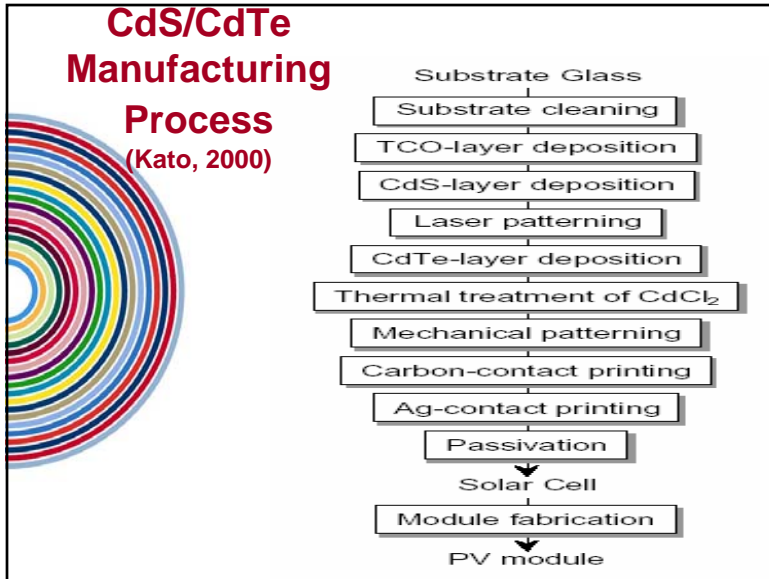 CdS/CdTe
Manufacturing
Process
(Kato, 2000)
Substrate Glass
Substrate cleaning
TCO-layer deposition
CdS-layer deposition
Laser patterning
CdTe-layer deposition
Thermal treatment of CdCl₂
Mechanical patterning
Carbon-contact printing
Ag-contact printing
Passivation
Solar Cell
Module fabrication
PV module